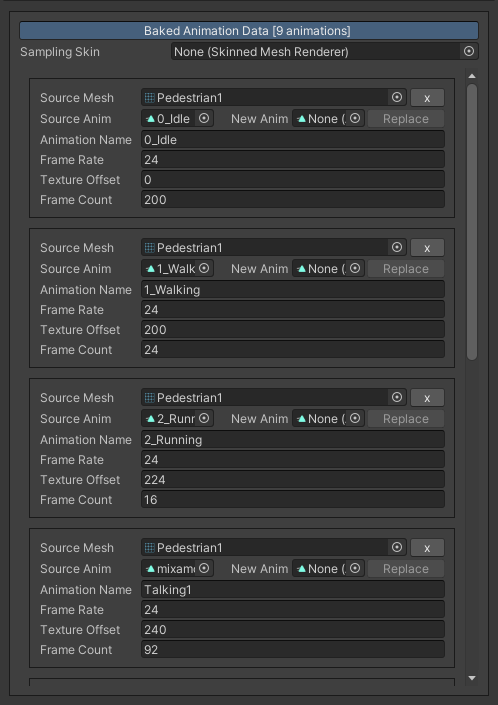 Baked Animation Data [9 animations]
Sampling Skin None (Skinned Mesh Renderer)
Source Mesh Pedestrian1 x
Source Anim 0_Idle New Anim None (. Replace
Animation Name 0_Idle
Frame Rate 24
Texture Offset 0
Frame Count 200
Source Mesh Pedestrian1 x
Source Anim 1_Walk New Anim None (. Replace
Animation Name 1_Walking
Frame Rate 24
Texture Offset 200
Frame Count 24
Source Mesh Pedestrian1 x
Source Anim 2_Runr New Anim None (. Replace
Animation Name 2_Running
Frame Rate 24
Texture Offset 224
Frame Count 16
Source Mesh Pedestrian1 x
Source Anim mixam New Anim None (. Replace
Animation Name Talking1
Frame Rate 24
Texture Offset 240
Frame Count 92